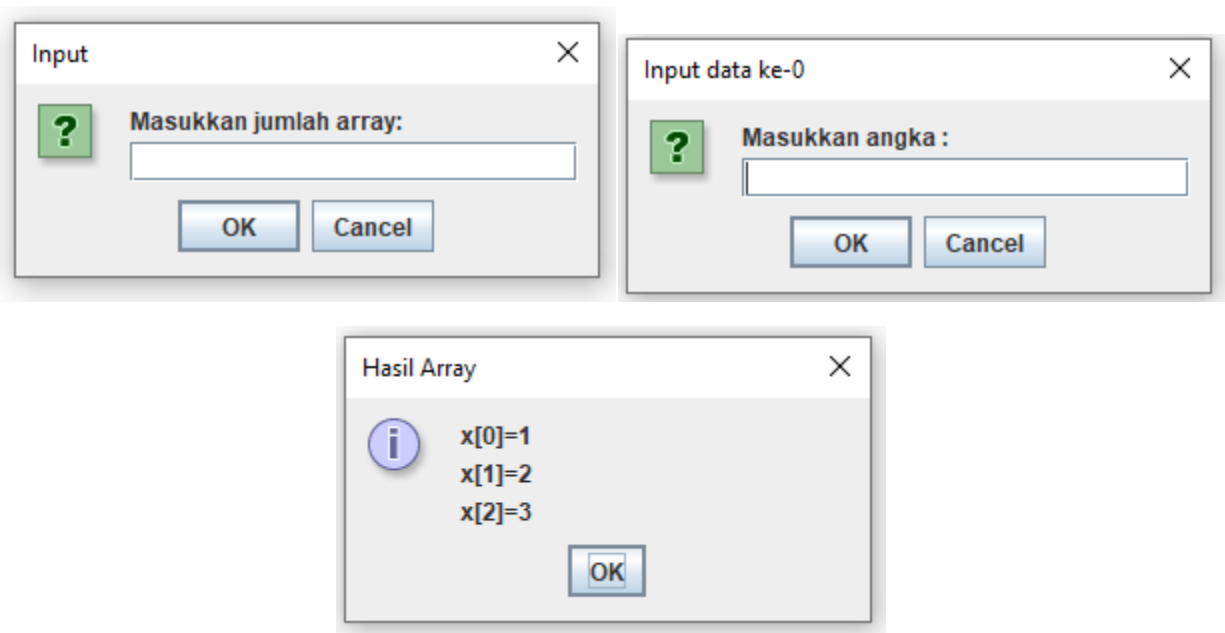 Input
Masukkan jumlah array:
OK Cancel
Input data ke-0
Masukkan angka :
OK Cancel
Hasil Array
x[0]=1
x[1]=2
x[2]=3
OK